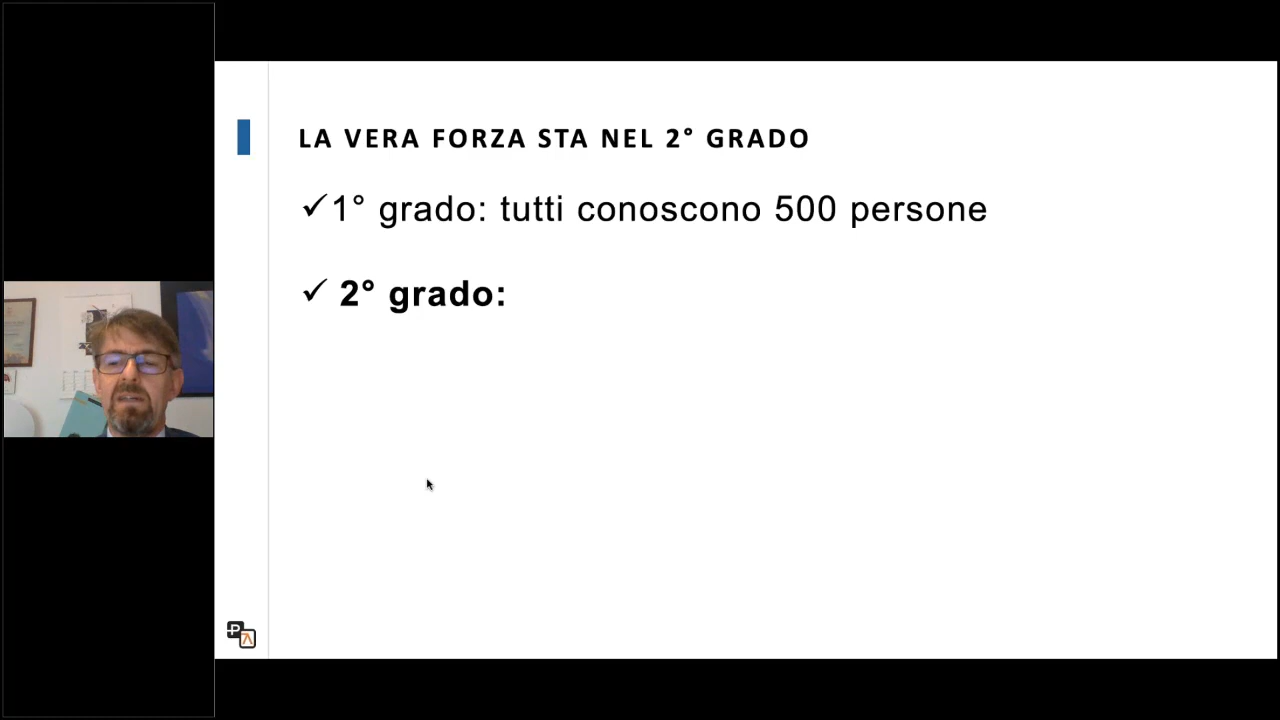 LA VERA FORZA STA NEL 2° GRADO
✓1° grado: tutti conoscono 500 persone
✓ 2° grado: